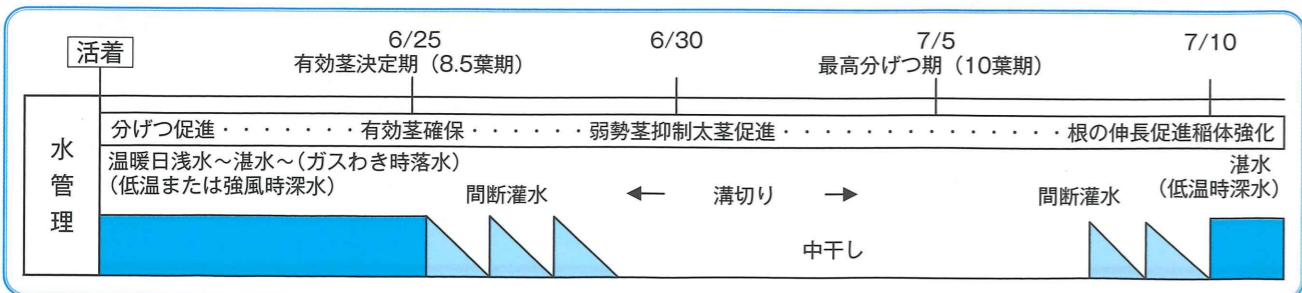 活着
6/25
有効茎決定期（8.5葉期）
6/30
7/5
最高分げつ期（10葉期）
7/10
水管理
分げつ促進・・・・・・・有効茎確保・・・・・・弱勢茎抑制太茎促進・・・・・・・・・・・・・・根の伸長促進稲体強化
温暖日浅水～湛水～（ガスわき時落水）
（低温または強風時深水）
間断灌水
← 溝切り →
中干し
間断灌水
湛水
（低温時深水）